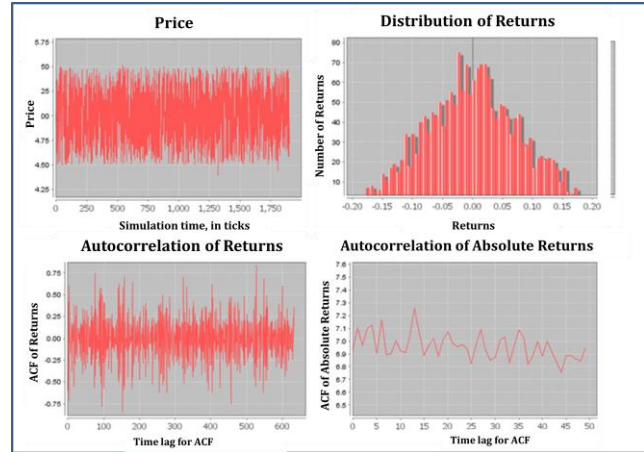 Price
5.75
50
25
00
4.75
4.50
4.25
Price
0 250 500 750 1,000 1,250 1,500 1,750
Simulation time, in ticks
Distribution of Returns
80
70
60
50
40
30
20
10
Number of Returns
-0.20 -0.15 -0.10 -0.05 0.00 0.05 0.10 0.15 0.20
Returns
Autocorrelation of Returns
0.75
0.50
0.25
0.00
-0.25
-0.50
-0.75
ACF of Returns
0 100 200 300 400 500 600
Time lag for ACF
Autocorrelation of Absolute Returns
7.6
7.5
7.4
7.3
7.2
7.1
7.0
6.9
6.8
6.7
6.6
6.5
ACF of Absolute Returns
0 5 10 15 20 25 30 35 40 45 50
Time lag for ACF